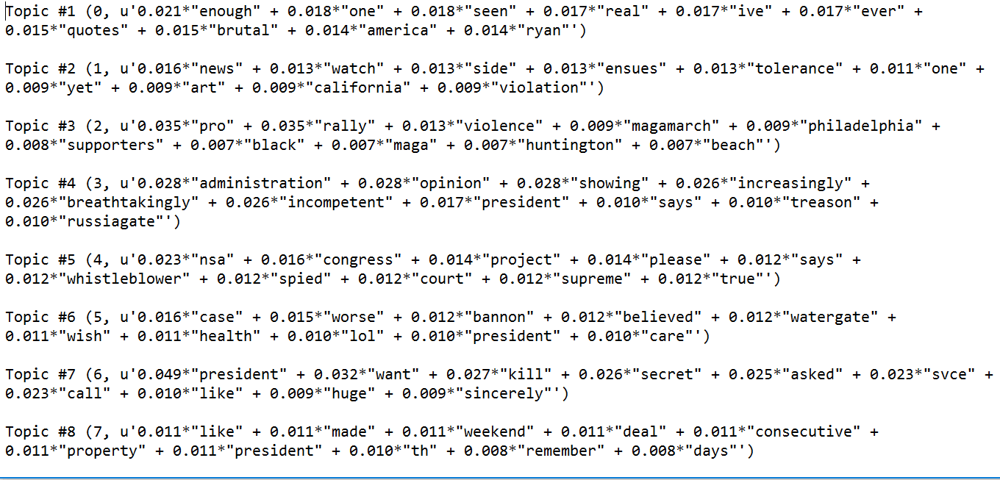 Topic #1 (0, u'0.021*"enough" + 0.018*"one" + 0.018*"seen" + 0.017*"real" + 0.017*"ive" + 0.017*"ever" +
0.015*"quotes" + 0.015*"brutal" + 0.014*"america" + 0.014*"ryan"')
Topic #2 (1, u'0.016*"news" + 0.013*"watch" + 0.013*"side" + 0.013*"ensues" + 0.013*"tolerance" + 0.011*"one" +
0.009*"yet" + 0.009*"art" + 0.009*"california" + 0.009*"violation"')
Topic #3 (2, u'0.035*"pro" + 0.035*"rally" + 0.013*"violence" + 0.009*"magamarch" + 0.009*"philadelphia" +
0.008*"supporters" + 0.007*"black" + 0.007*"maga" + 0.007*"huntington" + 0.007*"beach"')
Topic #4 (3, u'0.028*"administration" + 0.028*"opinion" + 0.028*"showing" + 0.026*"increasingly" +
0.026*"breathtakingly" + 0.026*"incompetent" + 0.017*"president" + 0.010*"says" + 0.010*"treason" +
0.010*"russiagate"')
Topic #5 (4, u'0.023*"nsa" + 0.016*"congress" + 0.014*"project" + 0.014*"please" + 0.012*"says" +
0.012*"whistleblower" + 0.012*"spied" + 0.012*"court" + 0.012*"supreme" + 0.012*"true"')
Topic #6 (5, u'0.016*"case" + 0.015*"worse" + 0.012*"bannon" + 0.012*"believed" + 0.012*"watergate" +
0.011*"wish" + 0.011*"health" + 0.010*"lol" + 0.010*"president" + 0.010*"care"')
Topic #7 (6, u'0.049*"president" + 0.032*"want" + 0.027*"kill" + 0.026*"secret" + 0.025*"asked" + 0.023*"svce" +
0.023*"call" + 0.010*"like" + 0.009*"huge" + 0.009*"sincerely"')
Topic #8 (7, u'0.011*"like" + 0.011*"made" + 0.011*"weekend" + 0.011*"deal" + 0.011*"consecutive" +
0.011*"property" + 0.011*"president" + 0.010*"th" + 0.008*"remember" + 0.008*"days"')